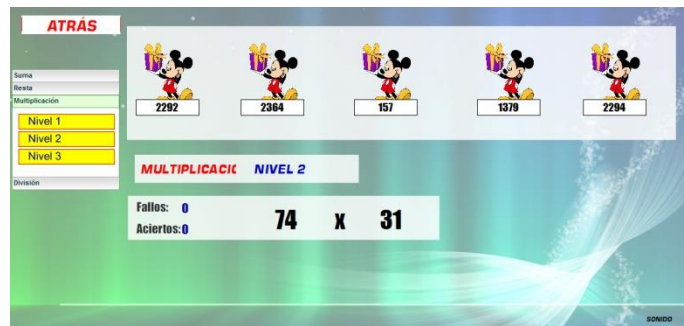 ATRÁS
Suma
Resta
Multiplicación
Nivel 1
Nivel 2
Nivel 3
División
2292 2364 157 1379 2294
MULTIPLICACIC NIVEL 2
Fallos: 0
Aciertos: 0
74 x 31
SONIDO